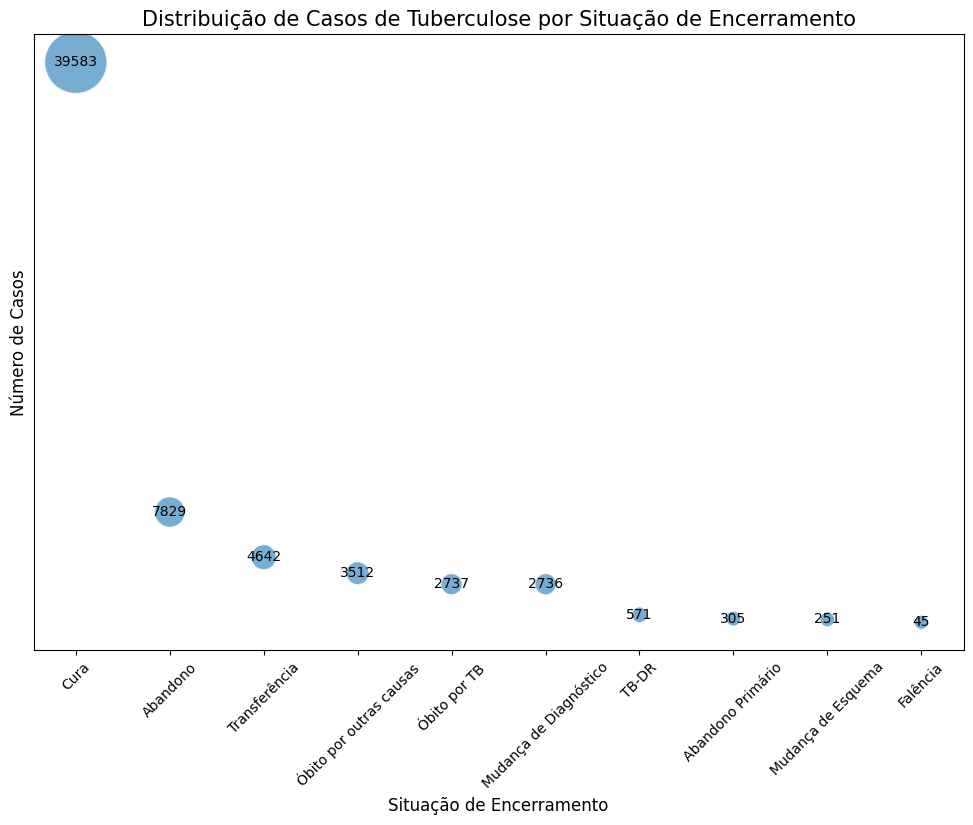 Distribuição de Casos de Tuberculose por Situação de Encerramento
Número de Casos
39583
7829
4642
3512
2737
2736
571
305
251
45
Cura
Abandono
Transferência
Óbito por outras causas
Óbito por TB
Mudança de Diagnóstico
TB-DR
Abandono Primário
Mudança de Esquema
Falência
Situação de Encerramento